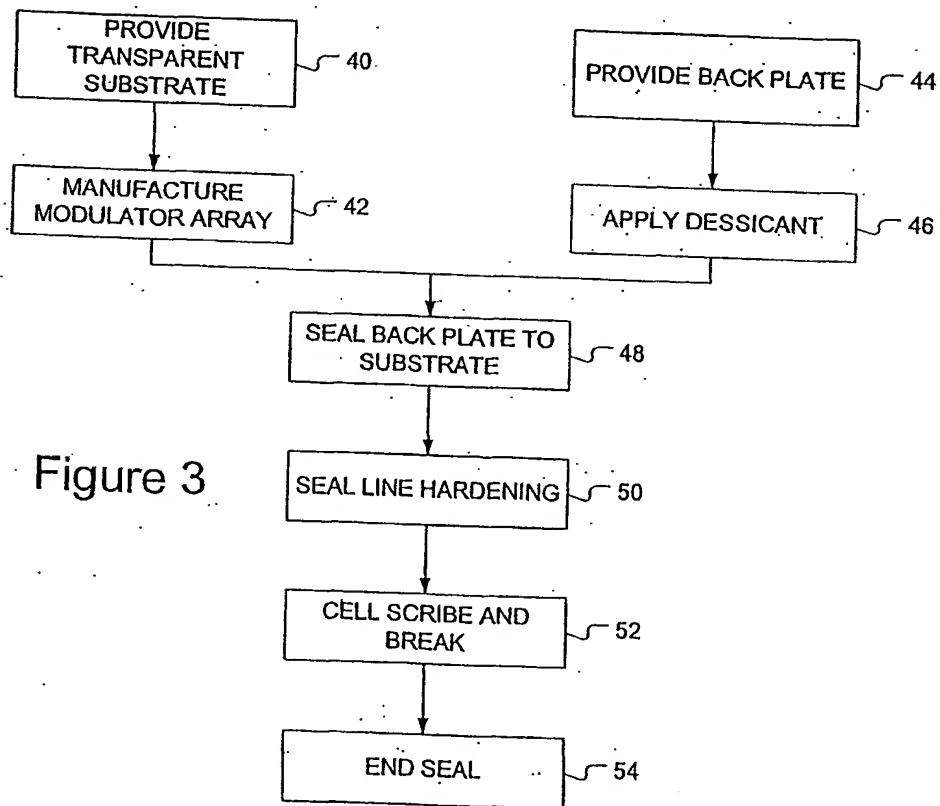 PROVIDE
TRANSPARENT
SUBSTRATE
40
MANUFACTURE
MODULATOR ARRAY
42
PROVIDE BACK PLATE
44
APPLY DESSICANT
46
SEAL BACK PLATE TO
SUBSTRATE
48
Figure 3
SEAL LINE HARDENING
50
CELL SCRIBE AND
BREAK
52
END SEAL
54